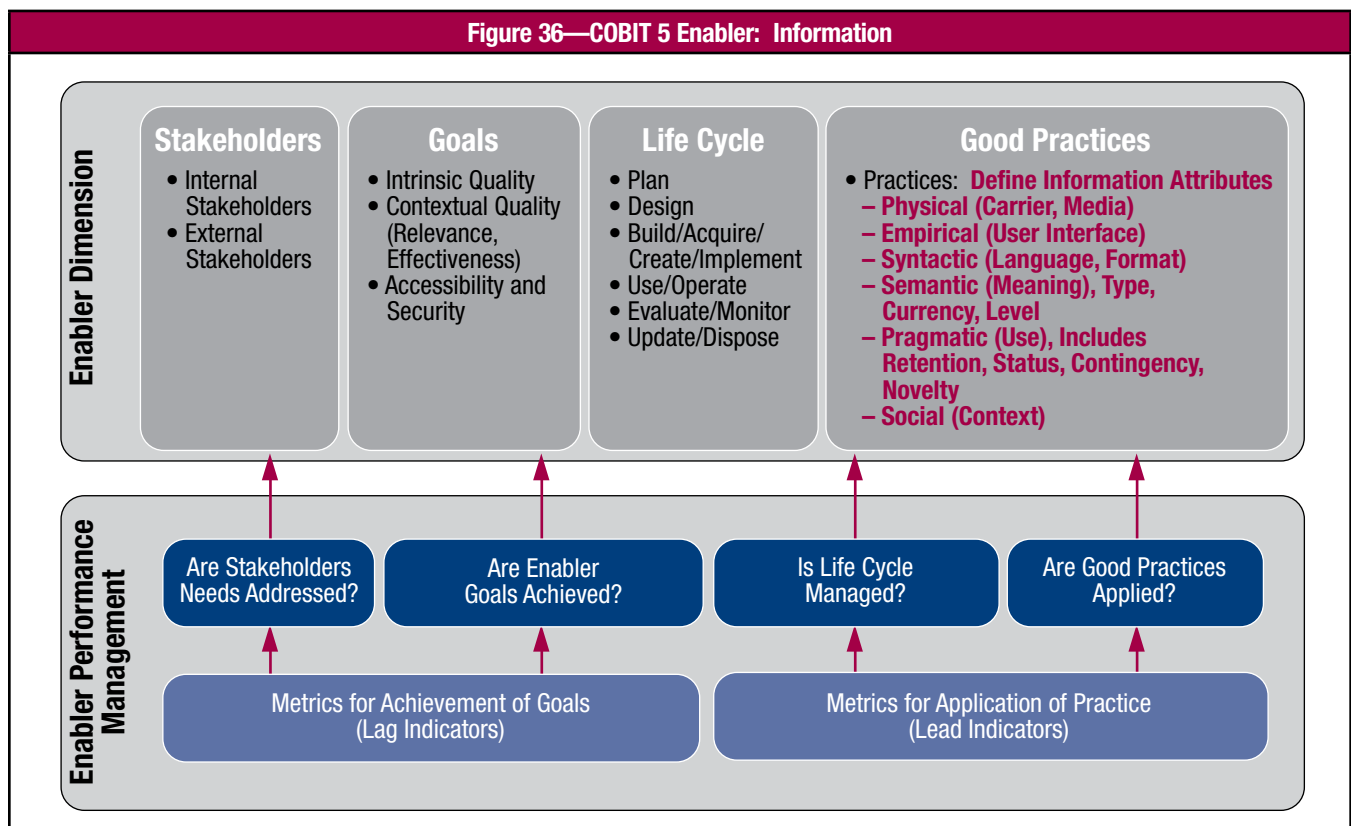 Figure 36—COBIT 5 Enabler: Information
Enabler Dimension
Stakeholders
• Internal
Stakeholders
• External
Stakeholders
Goals
• Intrinsic Quality
• Contextual Quality
(Relevance,
Effectiveness)
• Accessibility and
Security
Life Cycle
• Plan
• Design
• Build/Acquire/
Create/Implement
• Use/Operate
• Evaluate/Monitor
• Update/Dispose
Good Practices
• Practices: Define Information Attributes
– Physical (Carrier, Media)
– Empirical (User Interface)
– Syntactic (Language, Format)
– Semantic (Meaning), Type,
Currency, Level
– Pragmatic (Use), Includes
Retention, Status, Contingency,
Novelty
– Social (Context)
Enabler Performance
Management
Are Stakeholders
Needs Addressed?
Are Enabler
Goals Achieved?
Is Life Cycle
Managed?
Are Good Practices
Applied?
Metrics for Achievement of Goals
(Lag Indicators)
Metrics for Application of Practice
(Lead Indicators)